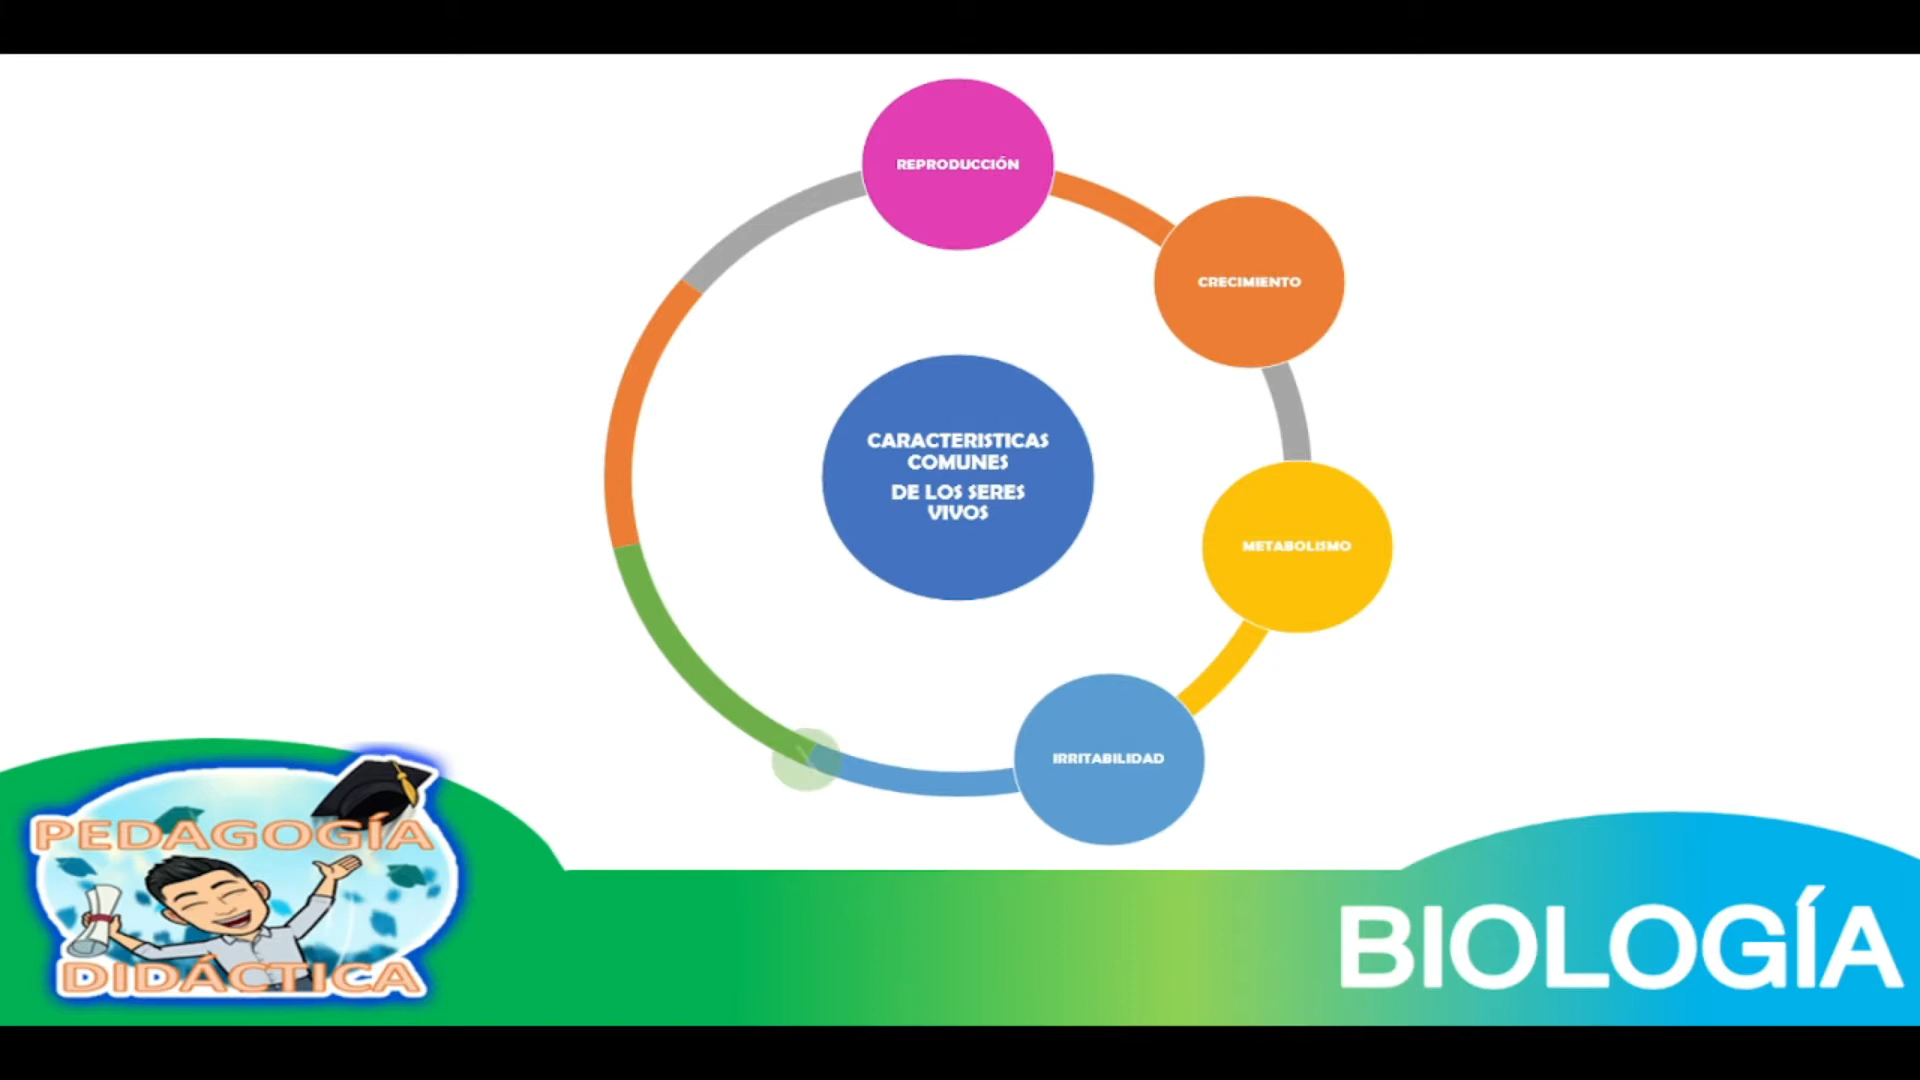 REPRODUCCIÓN
CRECIMIENTO
CARACTERISTICAS
COMUNES
DE LOS SERES
VIVOS
METABOLISMO
IRRITABILIDAD
PEDAGOGÍA
DIDÁCTICA
BIOLOGÍA